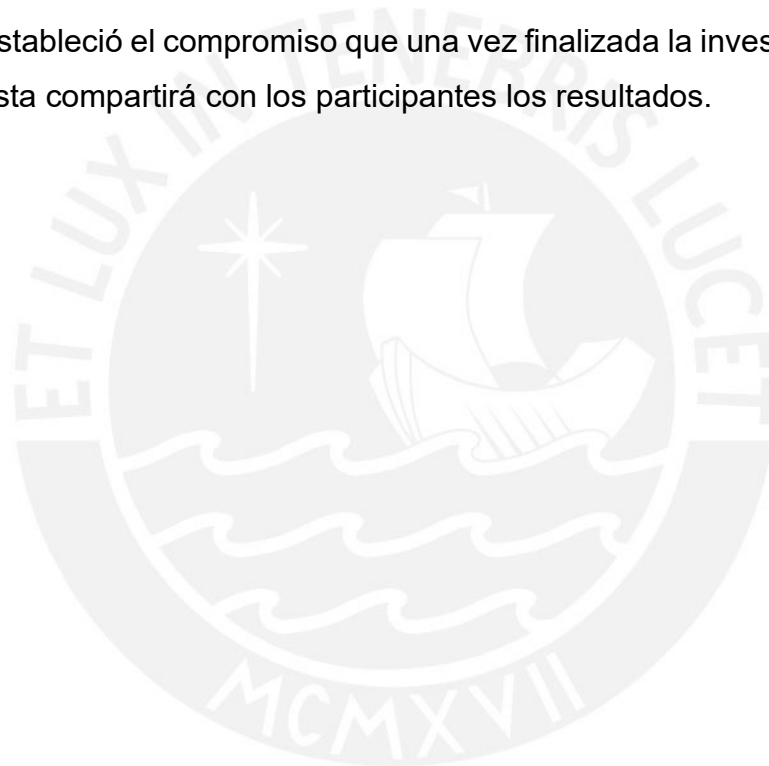 stableció el compromiso que una vez finalizada la inves
sta compartirá con los participantes los resultados.
ET LUX IN TENEBRIS LUCET
MCMXVII